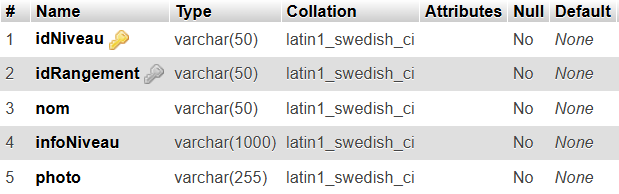 # Name Type Collation Attributes Null Default
1 idNiveau varchar(50) latin1_swedish_ci No None
2 idRangement varchar(50) latin1_swedish_ci No None
3 nom varchar(50) latin1_swedish_ci No None
4 infoNiveau varchar(1000) latin1_swedish_ci No None
5 photo varchar(255) latin1_swedish_ci No None